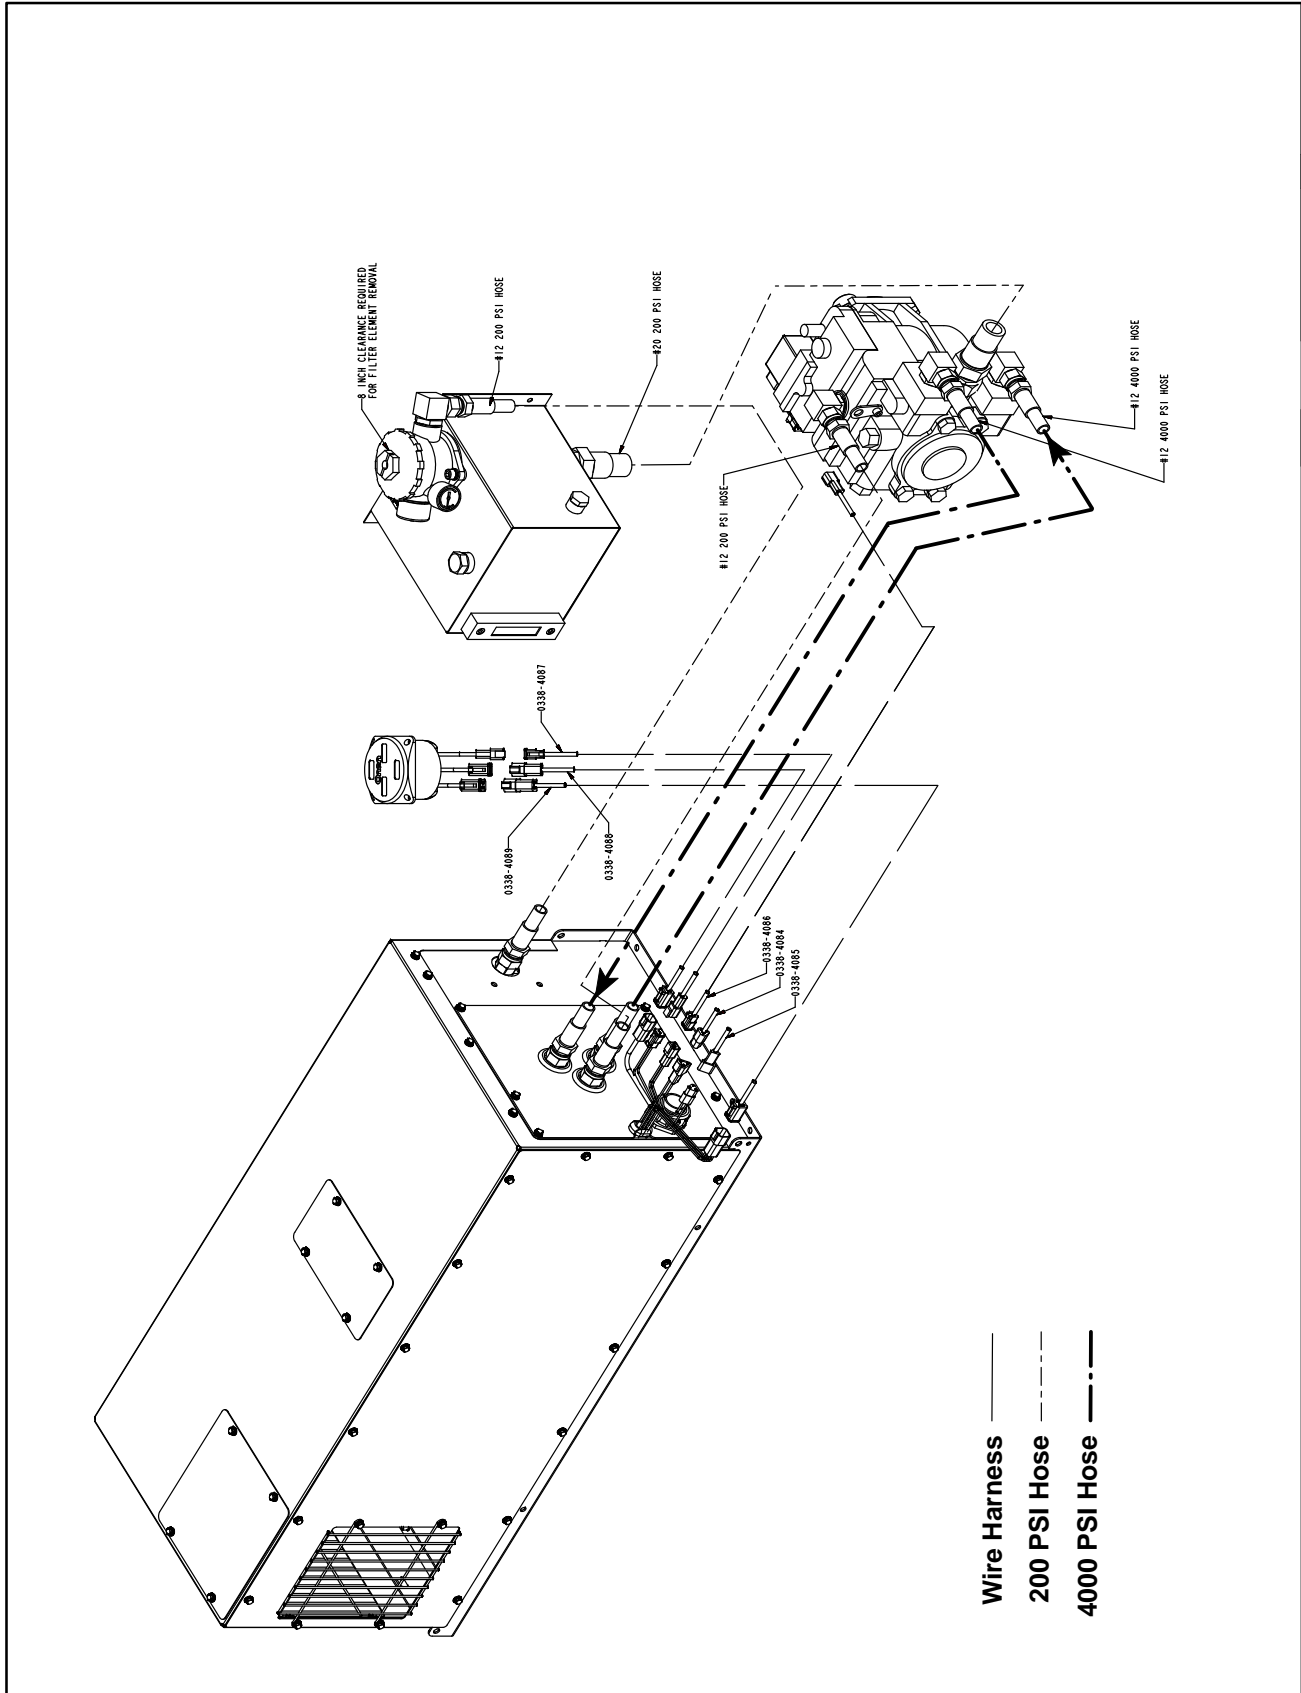 8 INCH CLEARANCE REQUIRED
FOR FILTER ELEMENT REMOVAL
#12 200 PSI HOSE
#20 200 PSI HOSE
#12 200 PSI HOSE
#12 4000 PSI HOSE
#12 4000 PSI HOSE
0338-4087
0338-4088
0338-4089
0338-4086
0338-4084
0338-4085
Wire Harness
200 PSI Hose
4000 PSI Hose